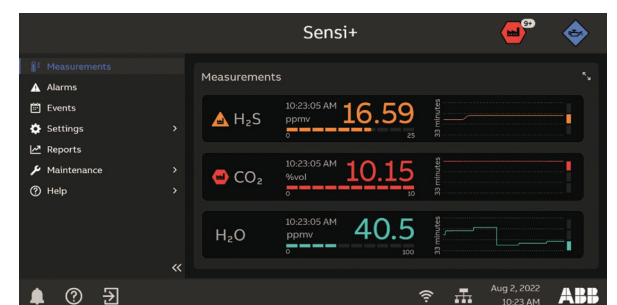 Sensi+
9+
Measurements
Alarms
Events
Settings
Reports
Maintenance
Help
Measurements
H₂S
10:23:05 AM
ppmv
16.59
0 25
33 minutes
CO₂
10:23:05 AM
%vol
10.15
0 10
33 minutes
H₂O
10:23:05 AM
ppmv
40.5
0 100
33 minutes
Aug 2, 2022
10:23 AM
ABB